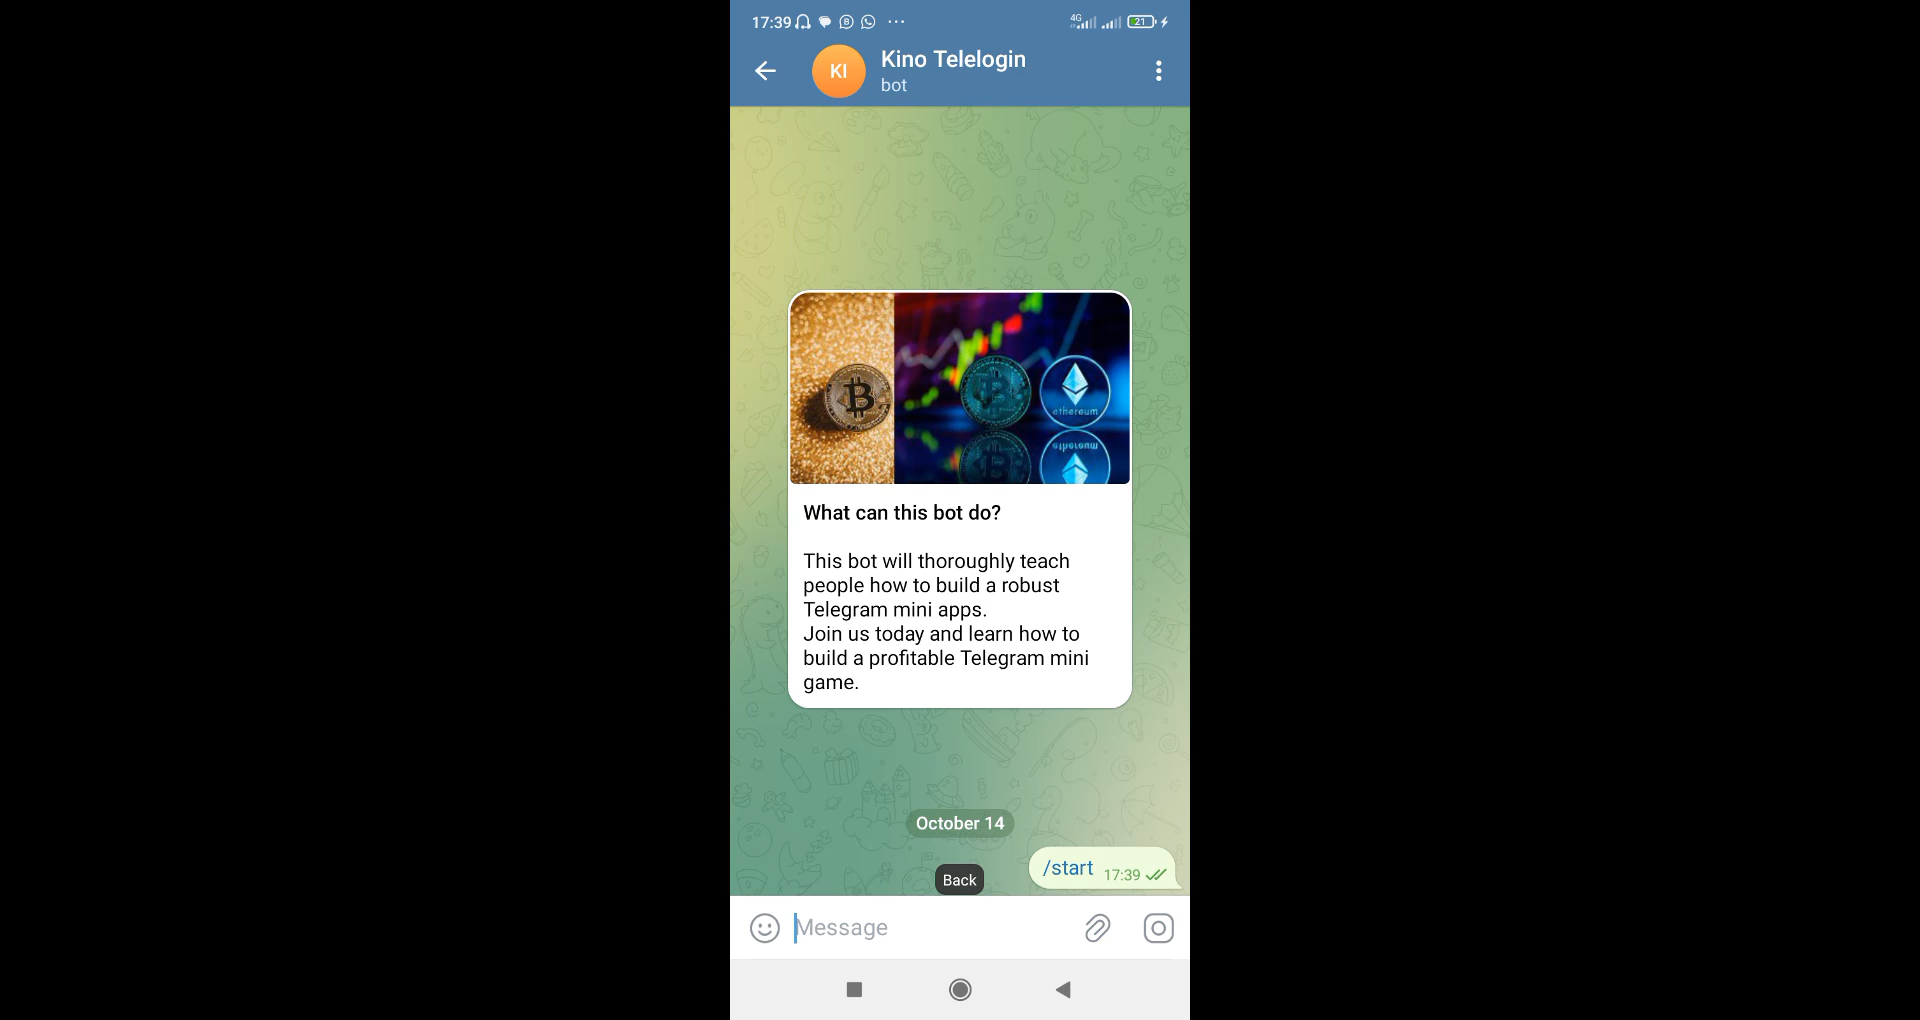 17:39
4G
21
KI
Kino Telelogin
bot
ethereum
What can this bot do?
This bot will thoroughly teach
people how to build a robust
Telegram mini apps.
Join us today and learn how to
build a profitable Telegram mini
game.
October 14
/start 17:39
Back
Message